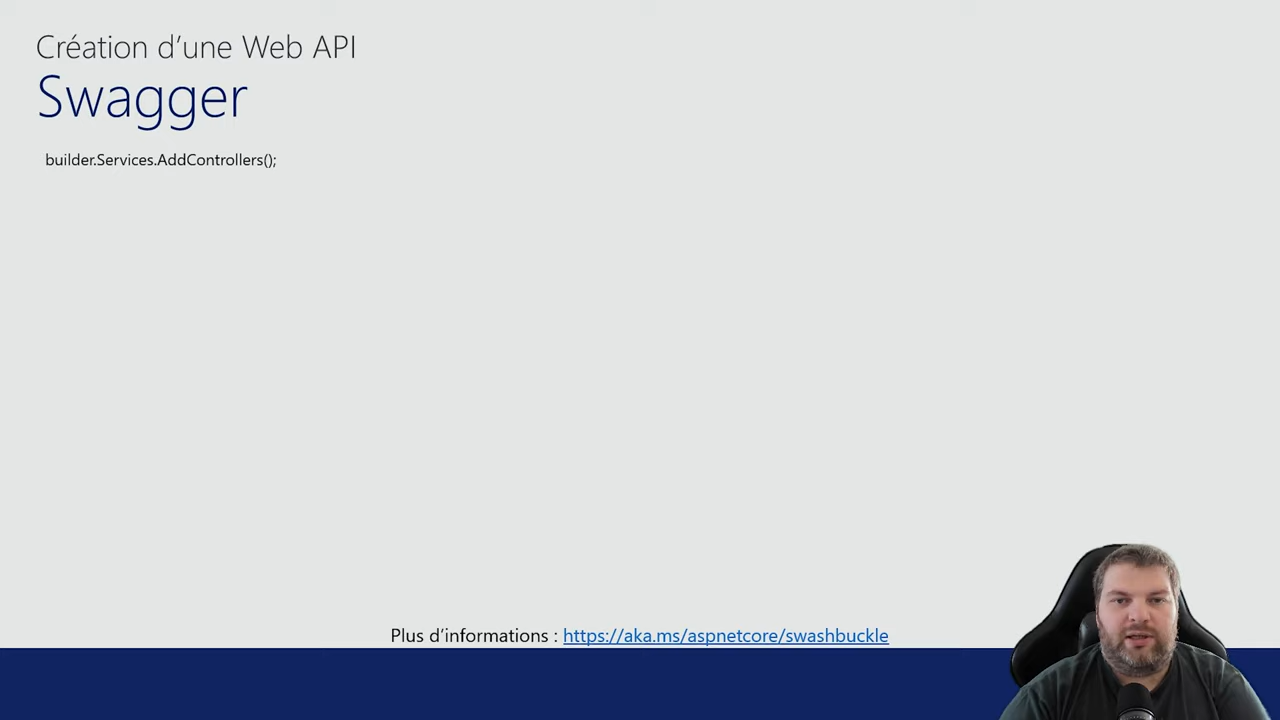 Création d’une Web API
Swagger
builder.Services.AddControllers();
Plus d’informations : https://aka.ms/aspnetcore/swashbuckle